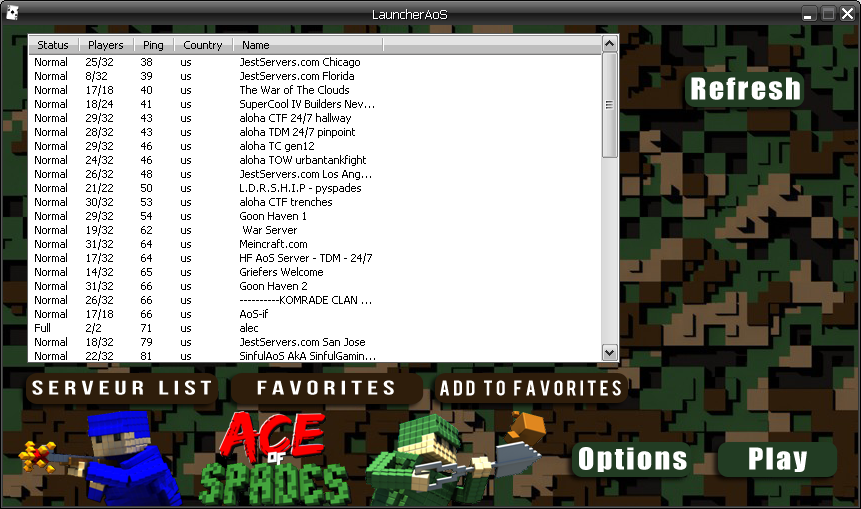 LauncherAoS
Status Players Ping Country Name
Normal 25/32 38 us JestServers.com Chicago
Normal 8/32 39 us JestServers.com Florida
Normal 17/18 40 us The War of The Clouds
Normal 18/24 41 us SuperCool IV Builders Nev...
Normal 29/32 43 us aloha CTF 24/7 hallway
Normal 28/32 43 us aloha TDM 24/7 pinpoint
Normal 29/32 46 us aloha TC gen12
Normal 24/32 46 us aloha TOW urbantankfight
Normal 26/32 48 us JestServers.com Los Ang...
Normal 21/22 50 us L.D.R.S.H.I.P - pyspades
Normal 30/32 53 us aloha CTF trenches
Normal 29/32 54 us Goon Haven 1
Normal 19/32 62 us War Server
Normal 31/32 64 us Meincraft.com
Normal 17/32 64 us HF AoS Server - TDM - 24/7
Normal 14/32 65 us Griefers Welcome
Normal 31/32 66 us Goon Haven 2
Normal 26/32 66 us ----------KOMRADE CLAN ...
Normal 17/18 66 us AoS-if
Full 2/2 71 us alec
Normal 18/32 79 us JestServers.com San Jose
Normal 22/32 81 us SinfulAoS AkA SinfulGamin...
Refresh
SERVEUR LIST
FAVORITES
ADD TO FAVORITES
ACE
OF
SPADES
Options
Play